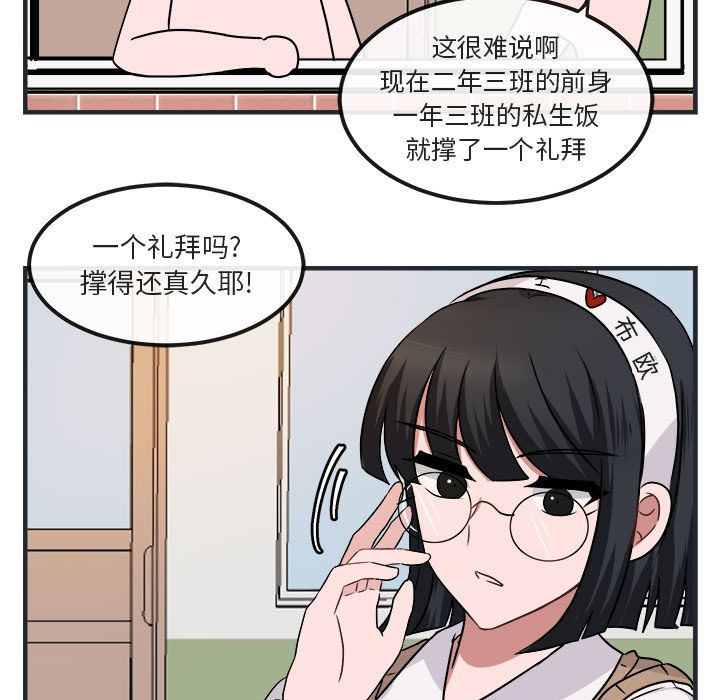 这很难说啊
现在二年三班的前身
一年三班的私生饭
就撑了一个礼拜
一个礼拜吗?
撑得还真久耶!
♥布欧